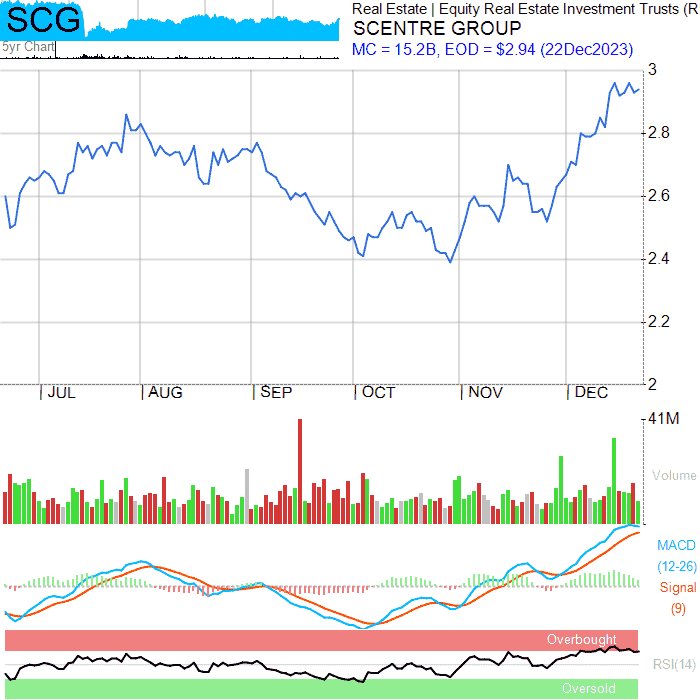 SCG
5yr Chart
Real Estate | Equity Real Estate Investment Trusts (R
SCENTRE GROUP
MC = 15.2B, EOD = $2.94 (22Dec2023)
3
2.8
2.6
2.4
2.2
2
| JUL | AUG | SEP | OCT | NOV | DEC
41M
Volume
MACD
(12-26)
Signal
(9)
Overbought
RSI(14)
Oversold